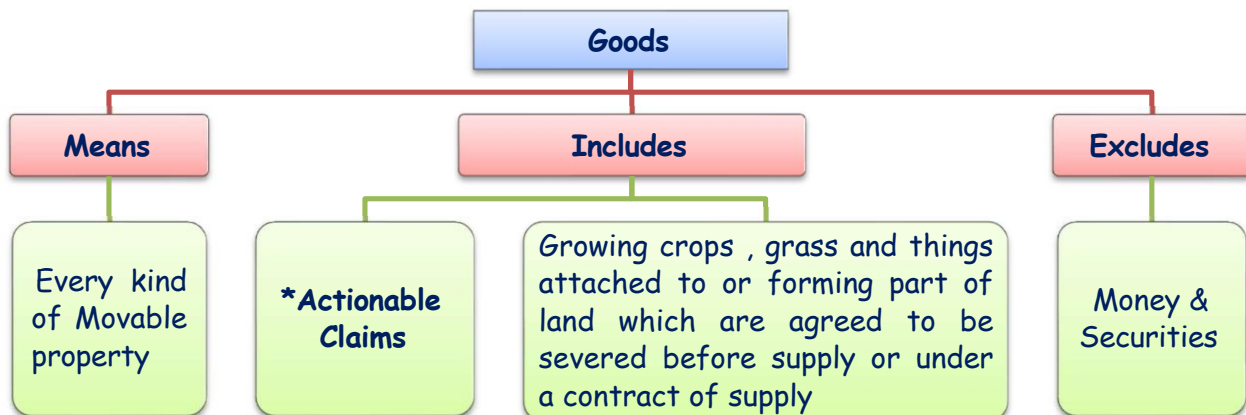 Goods
Means
Includes
Excludes
Every kind
of Movable
property
*Actionable
Claims
Growing crops , grass and things
attached to or forming part of
land which are agreed to be
severed before supply or under
a contract of supply
Money &
Securities